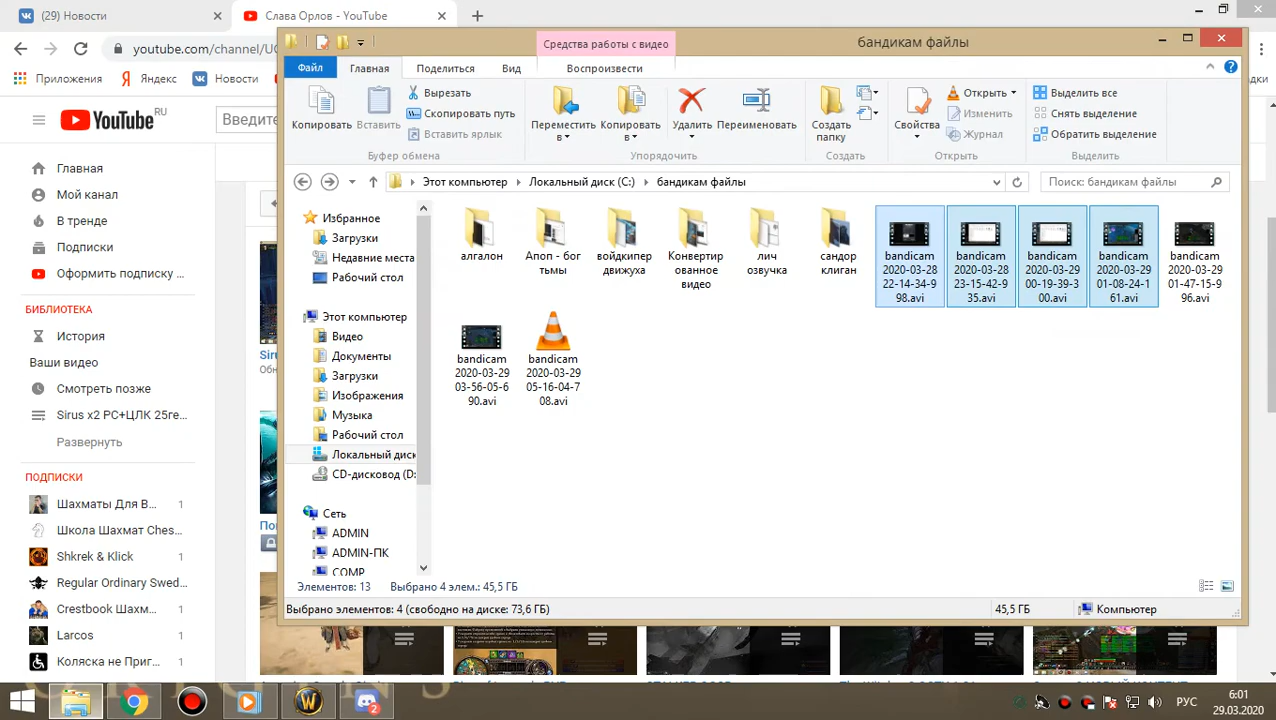 (29) Новости
Слава Орлов - YouTube
youtube.com/channel/UC
Приложения
Яндекс
Новости
YouTube
RU
Введите
Главная
Мой канал
В тренде
Подписки
Оформить подписку ...
БИБЛИОТЕКА
История
Ваши видео
Смотреть позже
Sirus x2 РС+ЦЛК 25ге...
Развернуть
ПОДПИСКИ
Шахматы Для В... 1
Школа Шахмат Ches...
Shkrek & Klick 1
Regular Ordinary Swed...
Crestbook Шахм... 1
Larcos 1
Коляска не Приг... 1
Средства работы с видео
бандикам файлы
Файл
Главная
Поделиться
Вид
Воспроизвести
Копировать
Вставить
Вырезать
Скопировать путь
Вставить ярлык
Буфер обмена
Переместить в
Копировать в
Удалить
Переименовать
Упорядочить
Создать папку
Создать
Свойства
Открыть
Изменить
Журнал
Открыть
Выделить все
Снять выделение
Обратить выделение
Выделить
Этот компьютер
Локальный диск (C:)
бандикам файлы
Поиск: бандикам файлы
Избранное
Загрузки
Недавние места
Рабочий стол
Этот компьютер
Видео
Документы
Загрузки
Изображения
Музыка
Рабочий стол
Локальный диск
CD-дисковод (D:
Сеть
ADMIN
ADMIN-ПК
COMP
алгалон
Апоп - бог тьмы
войдкипер движуха
Конвертированное видео
лич озвучка
сандор клиган
bandicam 2020-03-28 22-14-34-998.avi
bandicam 2020-03-28 23-15-42-935.avi
bandicam 2020-03-29 00-19-39-300.avi
bandicam 2020-03-29 01-08-24-161.avi
bandicam 2020-03-29 01-47-15-996.avi
bandicam 2020-03-29 03-56-05-690.avi
bandicam 2020-03-29 05-16-04-708.avi
Элементов: 13
Выбрано 4 элем.: 45,5 ГБ
Выбрано элементов: 4 (свободно на диске: 73,6 ГБ)
45,5 ГБ
Компьютер
РУС
6:01
29.03.2020